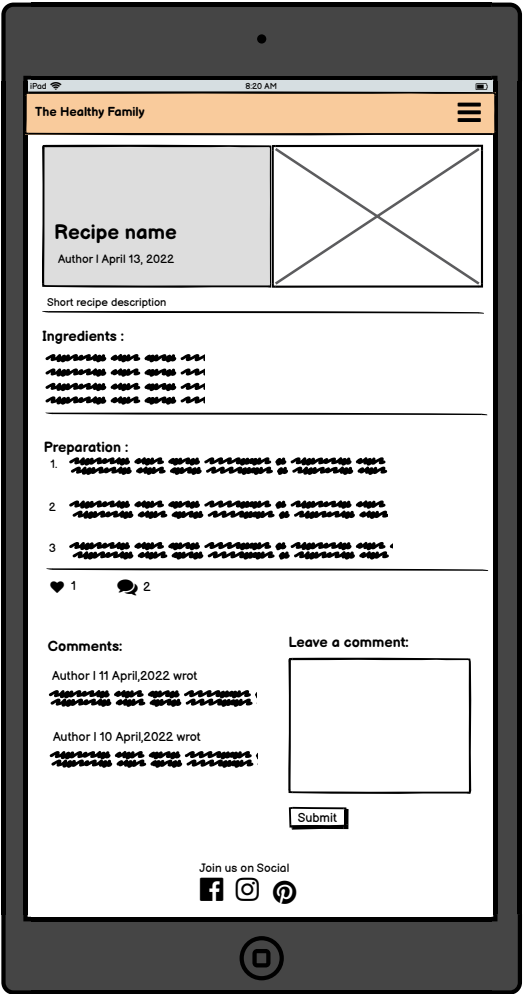 iPad 8:20 AM
The Healthy Family
Recipe name
Author | April 13, 2022
Short recipe description
Ingredients :
Preparation :
1.
2
3
1 2
Comments:
Leave a comment:
Author | 11 April,2022 wrot
Author | 10 April,2022 wrot
Submit
Join us on Social